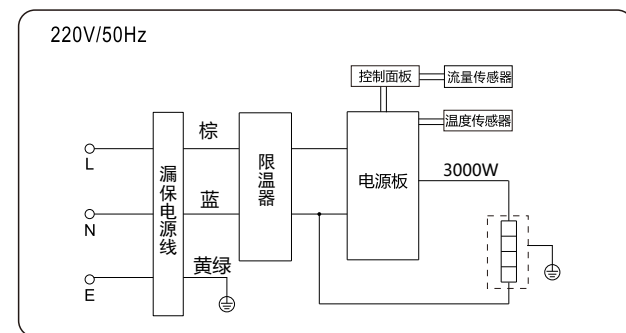 220V/50Hz
控制面板
流量传感器
温度传感器
棕
L
漏保电源线
限温器
电源板
3000W
蓝
N
黄绿
E